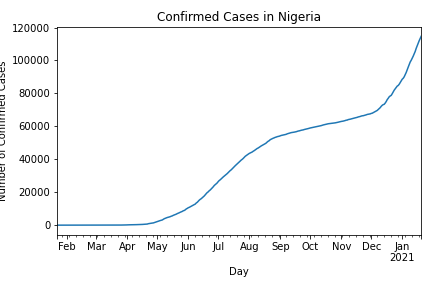 Confirmed Cases in Nigeria
120000
100000
80000
60000
40000
20000
0
Number of Confirmed Cases
Feb Mar Apr May Jun Jul Aug Sep Oct Nov Dec Jan
2021
Day